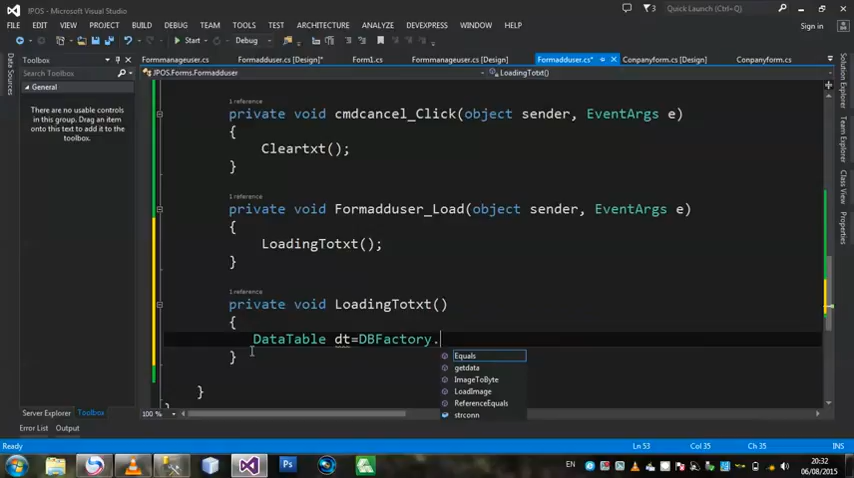 JPOS - Microsoft Visual Studio
Quick Launch (Ctrl+Q)
FILE EDIT VIEW PROJECT BUILD DEBUG TEAM TOOLS TEST ARCHITECTURE ANALYZE DEVEXPRESS WINDOW HELP
Sign in
Start Debug
Toolbox
Formmanageuser.cs Formadduser.cs [Design]* Form1.cs Formmanageuser.cs [Design] Formadduser.cs* Conpanyform.cs [Design] Conpanyform.cs
Search Toolbox
JPOS.Forms.Formadduser
LoadingTotxt()
General
There are no usable controls
in this group. Drag an item
onto this text to add it to the
toolbox.
Data Sources
Solution Explorer
Team Explorer
Class View
Properties
1 reference
private void cmdcancel_Click(object sender, EventArgs e)
{
Cleartxt();
}
1 reference
private void Formadduser_Load(object sender, EventArgs e)
{
LoadingTotxt();
}
1 reference
private void LoadingTotxt()
{
DataTable dt=DBFactory.
}
}
Equals
getdata
ImageToByte
LoadImage
ReferenceEquals
strconn
100 %
Server Explorer Toolbox
Error List Output
Ready
Ln 53 Col 35 Ch 35 INS
EN
20:32
06/08/2015